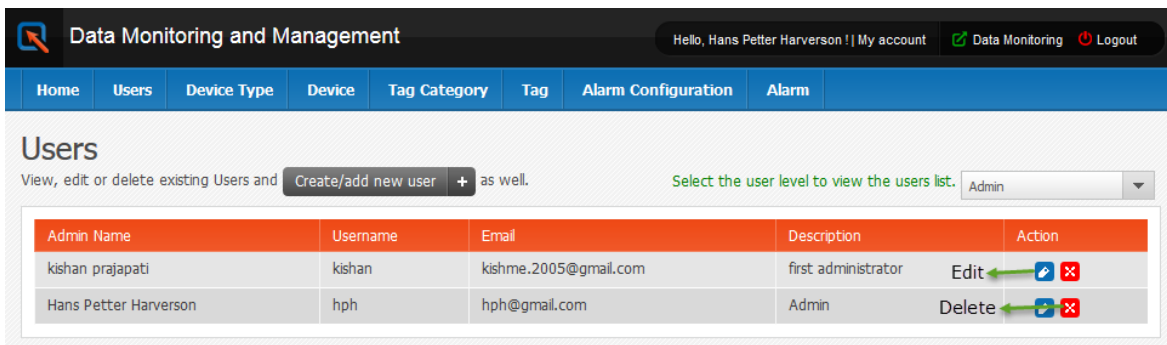 Data Monitoring and Management
Hello, Hans Petter Harverson ! | My account Data Monitoring Logout
Home Users Device Type Device Tag Category Tag Alarm Configuration Alarm
Users
View, edit or delete existing Users and Create/add new user + as well. Select the user level to view the users list. Admin
Admin Name Username Email Description Action
kishan prajapati kishan kishme.2005@gmail.com first administrator Edit
Hans Petter Harverson hph hph@gmail.com Admin Delete